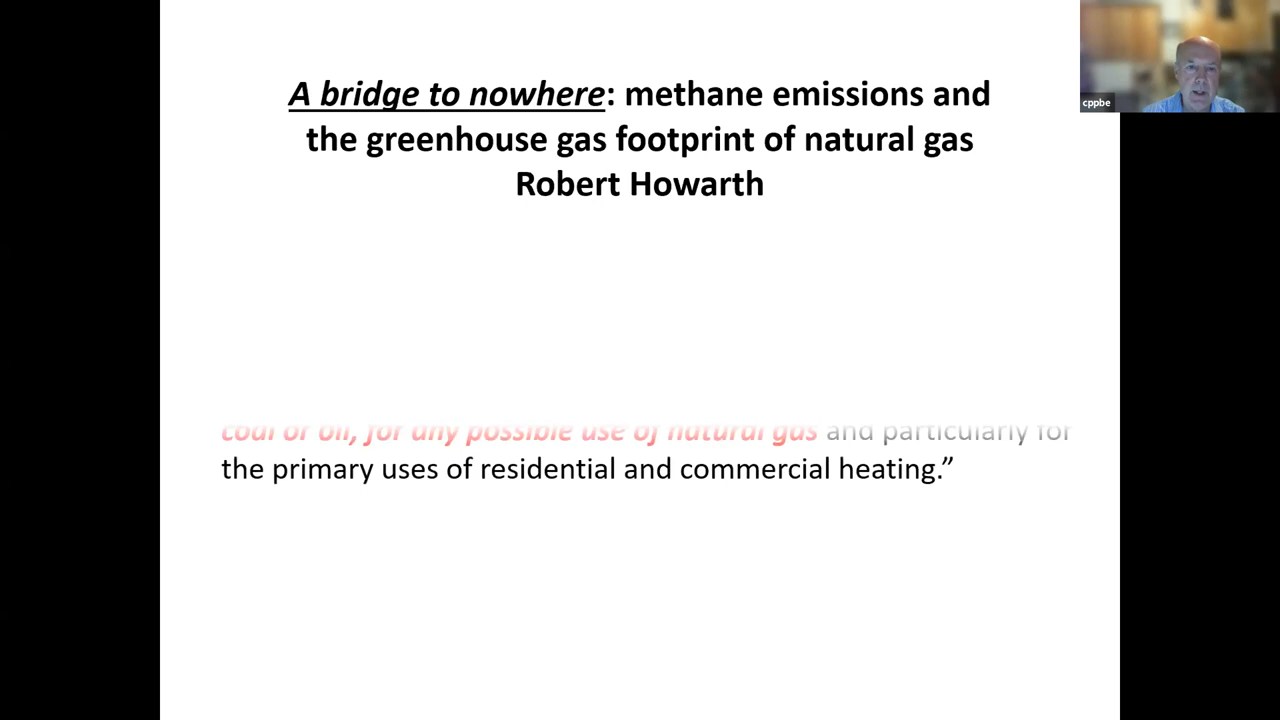 A bridge to nowhere: methane emissions and
the greenhouse gas footprint of natural gas
Robert Howarth
cppbe
coal or oil, for any possible use of natural gas and particularly for
the primary uses of residential and commercial heating.”